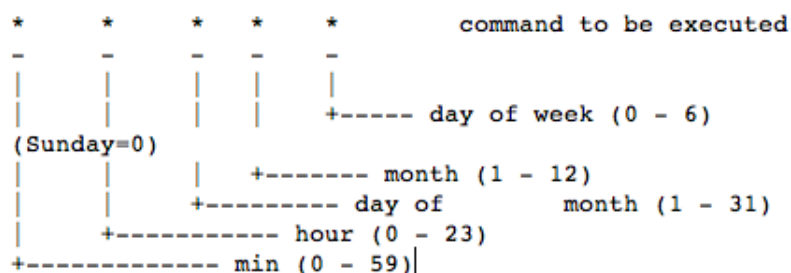 *     *     *   *    *        command to be executed
-     -     -   -    -
|     |     |   |    |
|     |     |   |    +----- day of week (0 - 6)
(Sunday=0)
|     |     |   +------- month (1 - 12)
|     |     +--------- day of        month (1 - 31)
|     +----------- hour (0 - 23)
+------------- min (0 - 59)